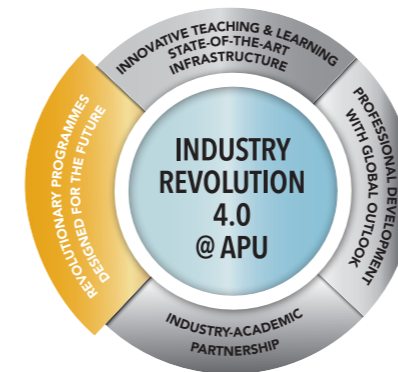 INNOVATIVE TEACHING & LEARNING
STATE-OF-THE-ART
INFRASTRUCTURE
PROFESSIONAL DEVELOPMENT
WITH GLOBAL OUTLOOK
INDUSTRY-ACADEMIC
PARTNERSHIP
REVOLUTIONARY PROGRAMMES
DESIGNED FOR THE FUTURE
INDUSTRY
REVOLUTION
4.0
@ APU